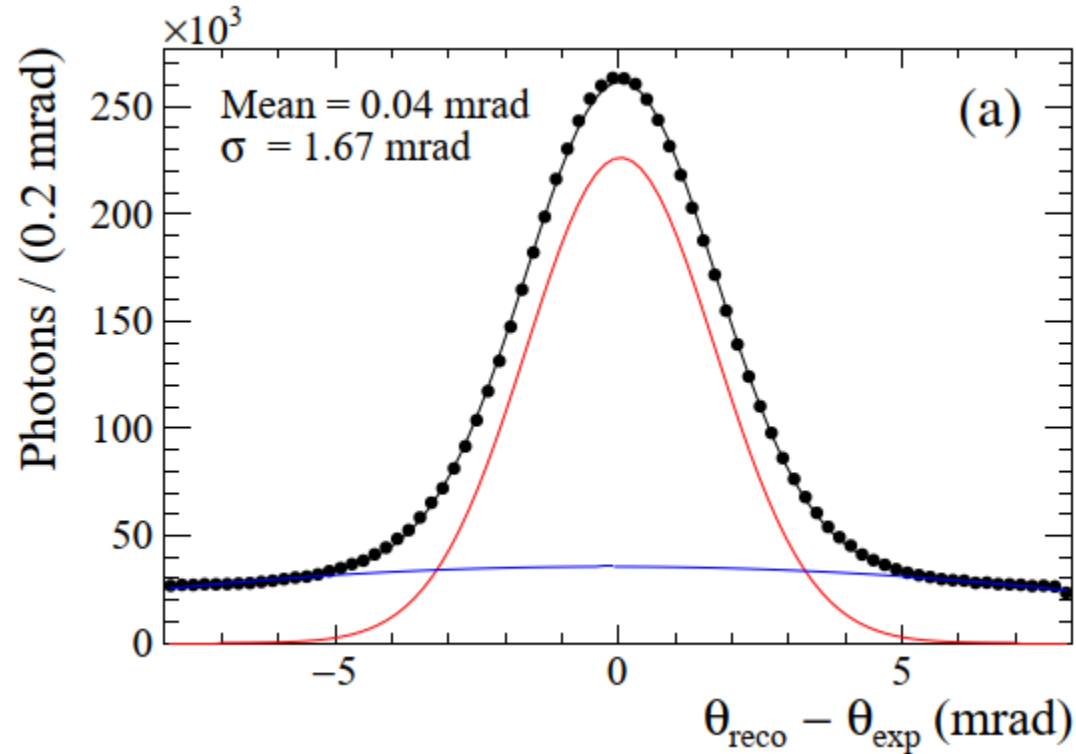 ×10³
Photons / (0.2 mrad)
Mean = 0.04 mrad
σ = 1.67 mrad
(a)
250
200
150
100
50
0
−5
0
5
θreco − θexp (mrad)